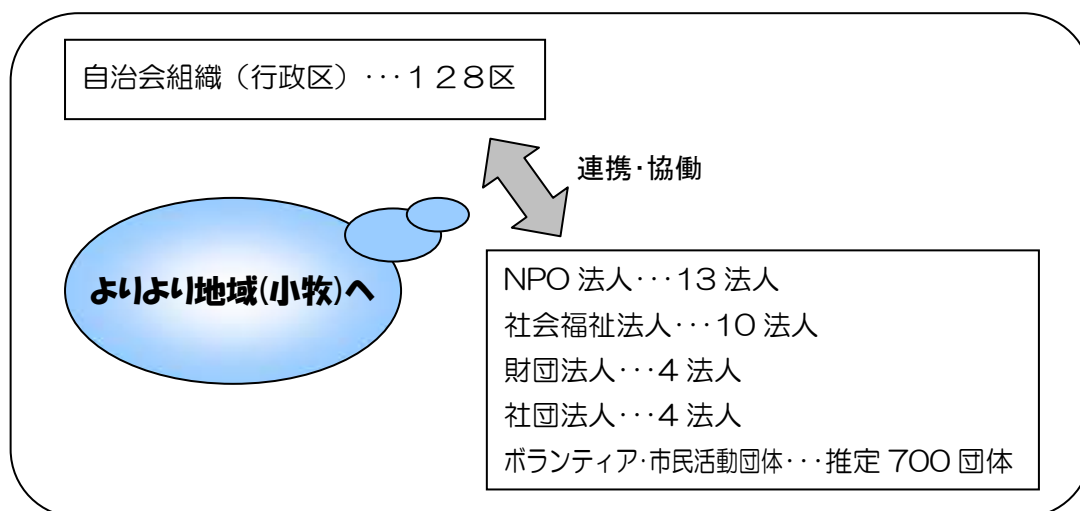 自治会組織（行政区）･･･１２８区
連携･協働
よりより地域(小牧)へ
NPO 法人･･･13 法人
社会福祉法人･･･10 法人
財団法人･･･4 法人
社団法人･･･4 法人
ボランティア･市民活動団体･･･推定 700 団体